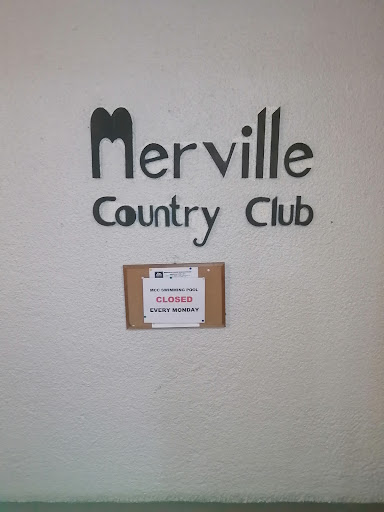 Merville
Country Club
MCC SWIMMING POOL
CLOSED
EVERY MONDAY